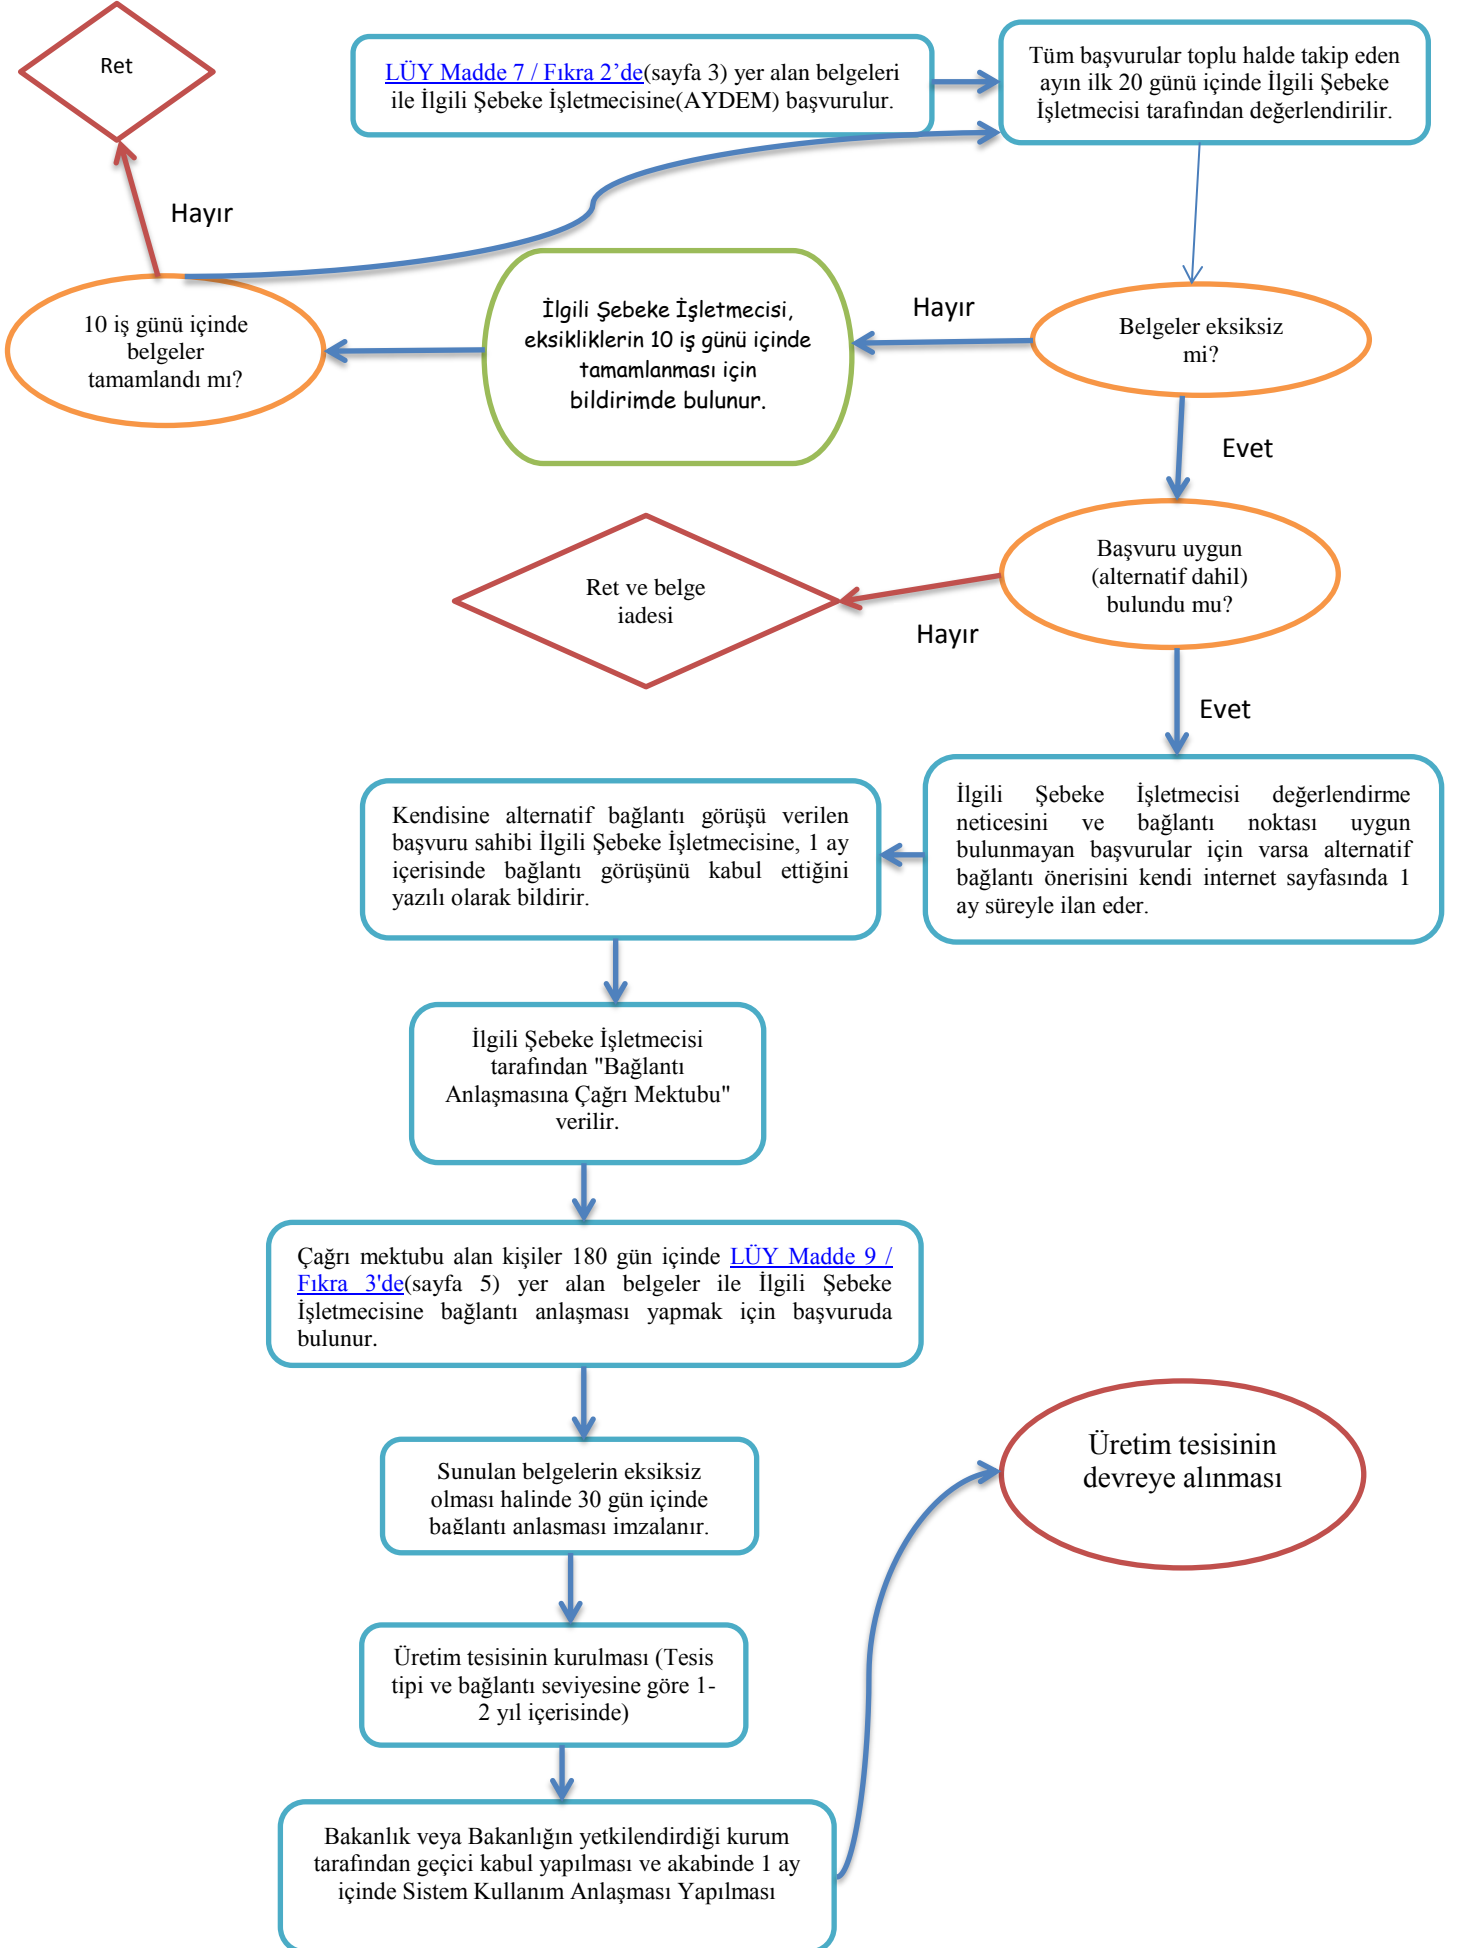 Ret
LÜY Madde 7 / Fıkra 2’de(sayfa 3) yer alan belgeleri
ile İlgili Şebeke İşletmecisine(AYDEM) başvurulur.
Tüm başvurular toplu halde takip eden
ayın ilk 20 günü içinde İlgili Şebeke
İşletmecisi tarafından değerlendirilir.
Hayır
10 iş günü içinde
belgeler
tamamlandı mı?
İlgili Şebeke İşletmecisi,
eksikliklerin 10 iş günü içinde
tamamlanması için
bildirimde bulunur.
Hayır
Belgeler eksiksiz
mi?
Evet
Ret ve belge
iadesi
Başvuru uygun
(alternatif dahil)
bulundu mu?
Hayır
Evet
Kendisine alternatif bağlantı görüşü verilen
başvuru sahibi İlgili Şebeke İşletmecisine, 1 ay
içerisinde bağlantı görüşünü kabul ettiğini
yazılı olarak bildirir.
İlgili Şebeke İşletmecisi değerlendirme
neticesini ve bağlantı noktası uygun
bulunmayan başvurular için varsa alternatif
bağlantı önerisini kendi internet sayfasında 1
ay süreyle ilan eder.
İlgili Şebeke İşletmecisi
tarafından "Bağlantı
Anlaşmasına Çağrı Mektubu"
verilir.
Çağrı mektubu alan kişiler 180 gün içinde LÜY Madde 9 /
Fıkra 3'de(sayfa 5) yer alan belgeler ile İlgili Şebeke
İşletmecisine bağlantı anlaşması yapmak için başvuruda
bulunur.
Sunulan belgelerin eksiksiz
olması halinde 30 gün içinde
bağlantı anlaşması imzalanır.
Üretim tesisinin
devreye alınması
Üretim tesisinin kurulması (Tesis
tipi ve bağlantı seviyesine göre 1-
2 yıl içerisinde)
Bakanlık veya Bakanlığın yetkilendirdiği kurum
tarafından geçici kabul yapılması ve akabinde 1 ay
içinde Sistem Kullanım Anlaşması Yapılması